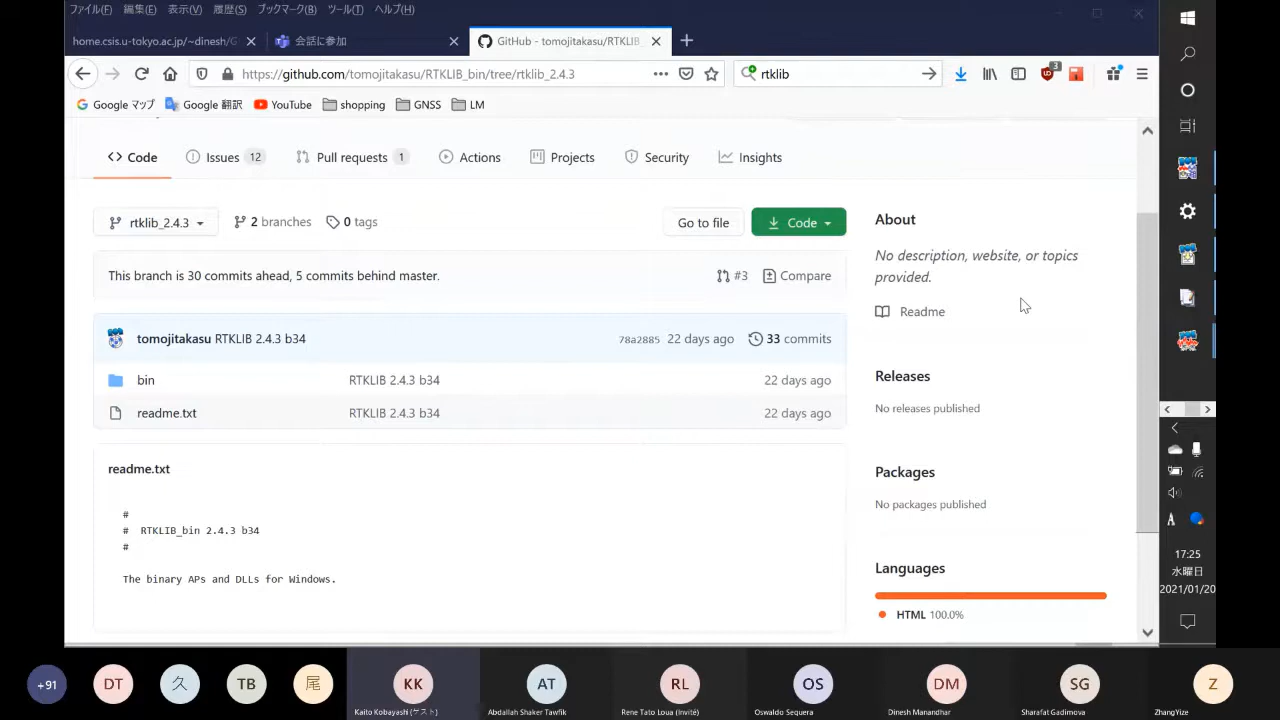 ファイル(F) 編集(E) 表示(V) 履歴(S) ブックマーク(B) ツール(T) ヘルプ(H)
home.csis.u-tokyo.ac.jp/~dinesh/G 会議に参加 GitHub - tomojitakasu/RTKLIB_
https://github.com/tomojitakasu/RTKLIB_bin/tree/rtklib_2.4.3 rtklib 3
Google マップ Google 翻訳 YouTube shopping GNSS LM
Code Issues 12 Pull requests 1 Actions Projects Security Insights
rtklib_2.4.3 2 branches 0 tags Go to file Code
This branch is 30 commits ahead, 5 commits behind master. #3 Compare
tomojitakasu RTKLIB 2.4.3 b34 78a2885 22 days ago 33 commits
bin RTKLIB 2.4.3 b34 22 days ago
readme.txt RTKLIB 2.4.3 b34 22 days ago
readme.txt
#
# RTKLIB_bin 2.4.3 b34
#
The binary APs and DLLs for Windows.
About
No description, website, or topics
provided.
Readme
Releases
No releases published
Packages
No packages published
Languages
HTML 100.0%
A
17:25
水曜日
2021/01/20
+91 DT 久 TB 尾 KK AT RL OS DM SG Z
Kaito Kobayashi (ゲスト) Abdallah Shaker Tawfik Rene Tato Loua (Invité) Oswaldo Sequera Dinesh Manandhar Sharafat Gadimova ZhangYize